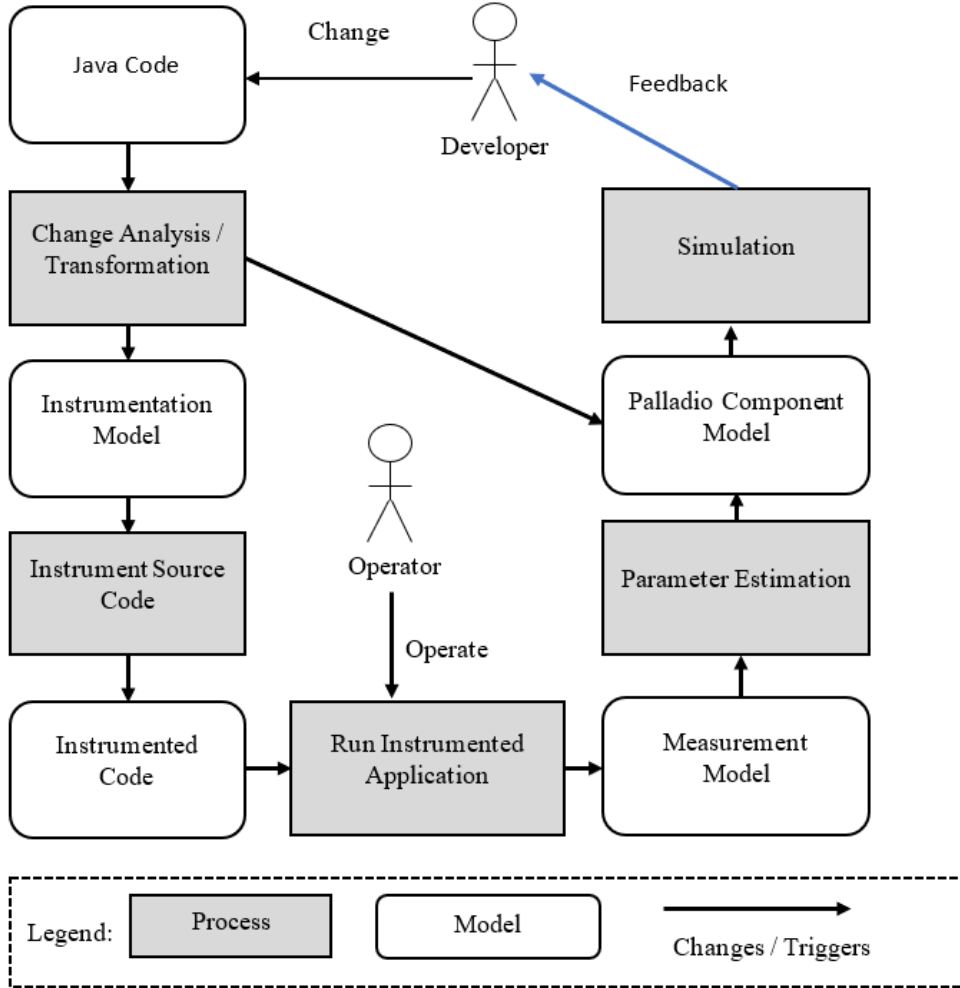 Change
Java Code
Feedback
Developer
Change Analysis /
Transformation
Simulation
Instrumentation
Model
Palladio Component
Model
Operator
Instrument Source
Code
Parameter Estimation
Operate
Instrumented
Code
Run Instrumented
Application
Measurement
Model
Legend:
Process
Model
Changes / Triggers